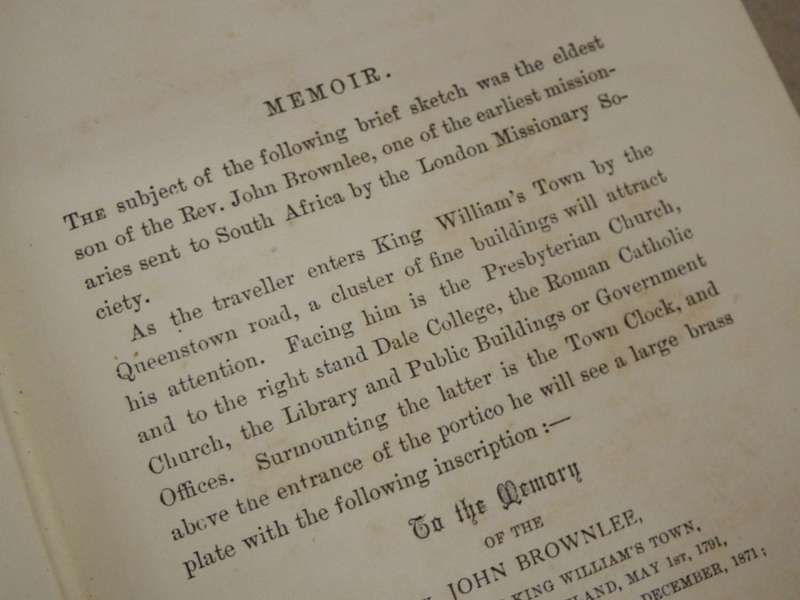 MEMOIR.
THE subject of the following brief sketch was the eldest
son of the Rev. John Brownlee, one of the earliest mission-
aries sent to South Africa by the London Missionary So-
ciety.
As the traveller enters King William's Town by the
Queenstown road, a cluster of fine buildings will attract
his attention. Facing him is the Presbyterian Church,
and to the right stand Dale College, the Roman Catholic
Church, the Library and Public Buildings or Government
Offices. Surmounting the latter is the Town Clock, and
above the entrance of the portico he will see a large brass
plate with the following inscription:—
To the Memory
OF THE
JOHN BROWNLEE,
KING WILLIAM'S TOWN,
MAY 1ST, 1791,
DECEMBER, 1871;